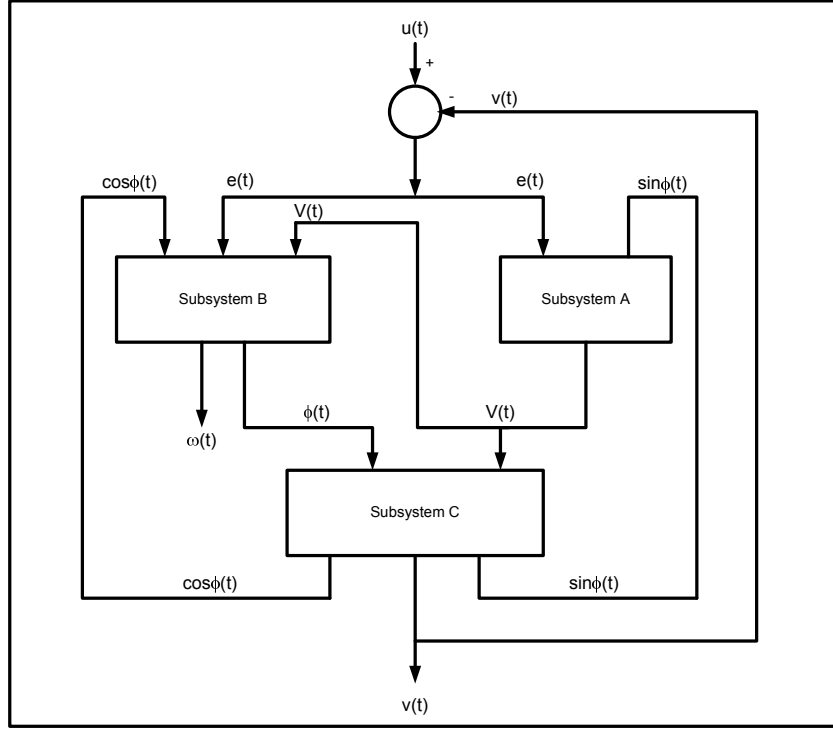 u(t)
+
-
v(t)
cosϕ(t)
e(t)
e(t)
sinϕ(t)
V(t)
Subsystem B
Subsystem A
ϕ(t)
V(t)
ω(t)
Subsystem C
cosϕ(t)
sinϕ(t)
v(t)